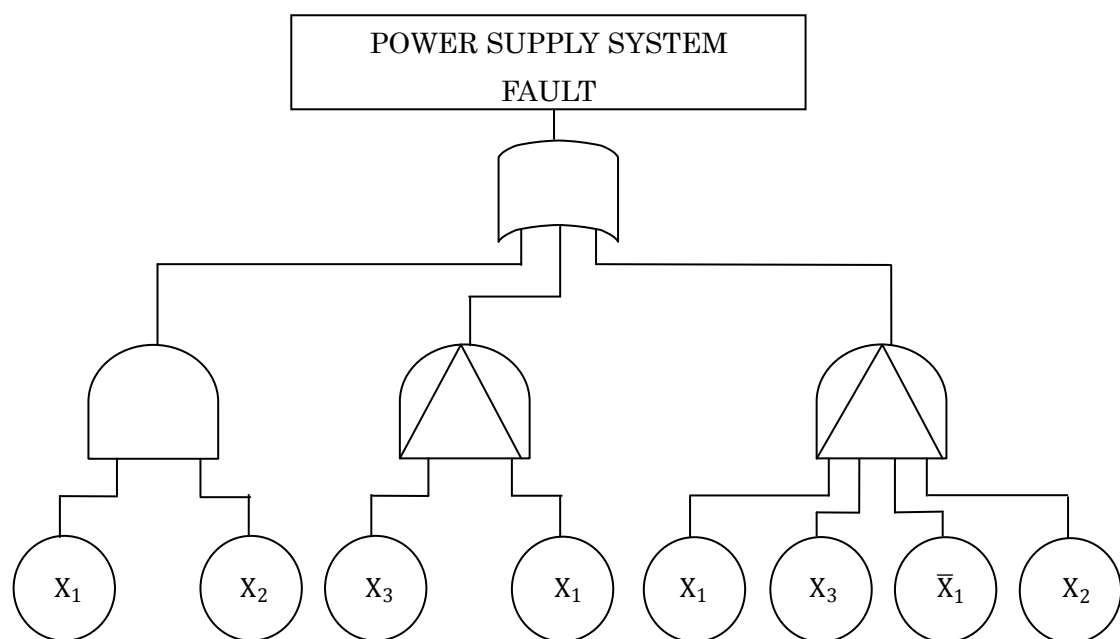 POWER SUPPLY SYSTEM
FAULT
X₁
X₂
X₃
X₁
X₁
X₃
X̅₁
X₂